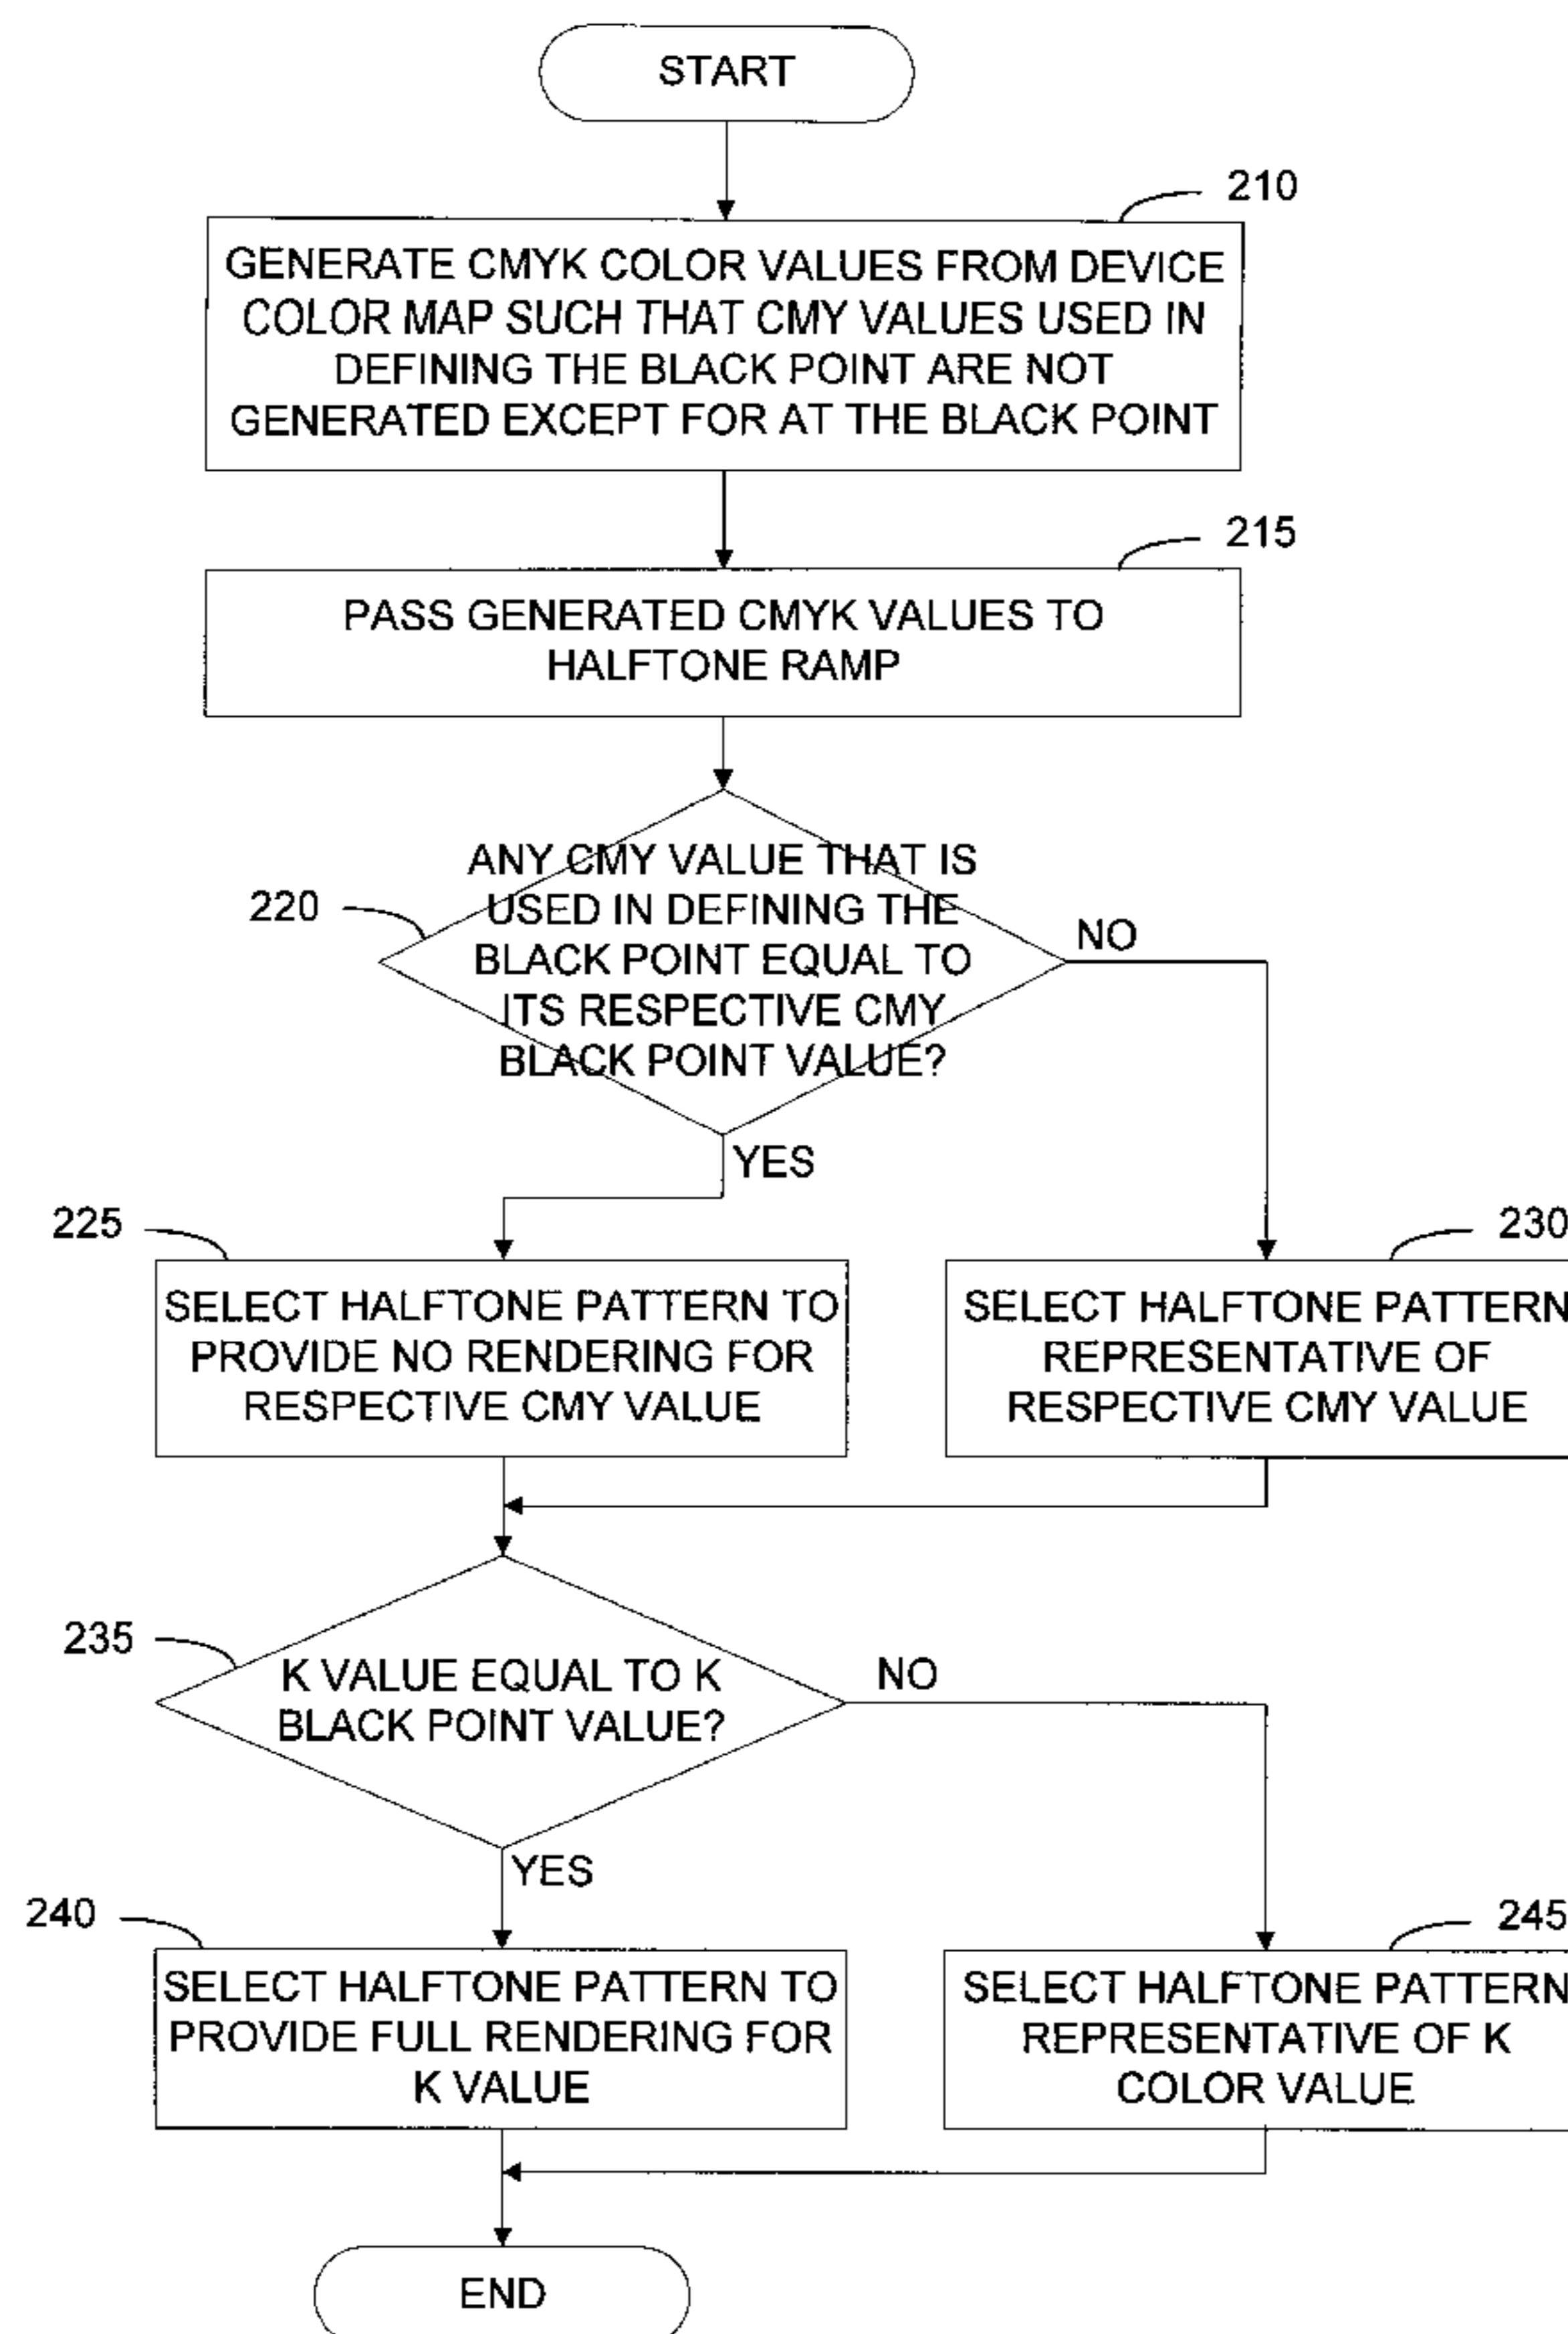 START
210
GENERATE CMYK COLOR VALUES FROM DEVICE
COLOR MAP SUCH THAT CMY VALUES USED IN
DEFINING THE BLACK POINT ARE NOT
GENERATED EXCEPT FOR AT THE BLACK POINT
215
PASS GENERATED CMYK VALUES TO
HALFTONE RAMP
220
ANY CMY VALUE THAT IS
USED IN DEFINING THE
BLACK POINT EQUAL TO
ITS RESPECTIVE CMY
BLACK POINT VALUE?
NO
YES
225
SELECT HALFTONE PATTERN TO
PROVIDE NO RENDERING FOR
RESPECTIVE CMY VALUE
230
SELECT HALFTONE PATTERN
REPRESENTATIVE OF
RESPECTIVE CMY VALUE
235
K VALUE EQUAL TO K
BLACK POINT VALUE?
NO
YES
240
SELECT HALFTONE PATTERN TO
PROVIDE FULL RENDERING FOR
K VALUE
245
SELECT HALFTONE PATTERN
REPRESENTATIVE OF K
COLOR VALUE
END